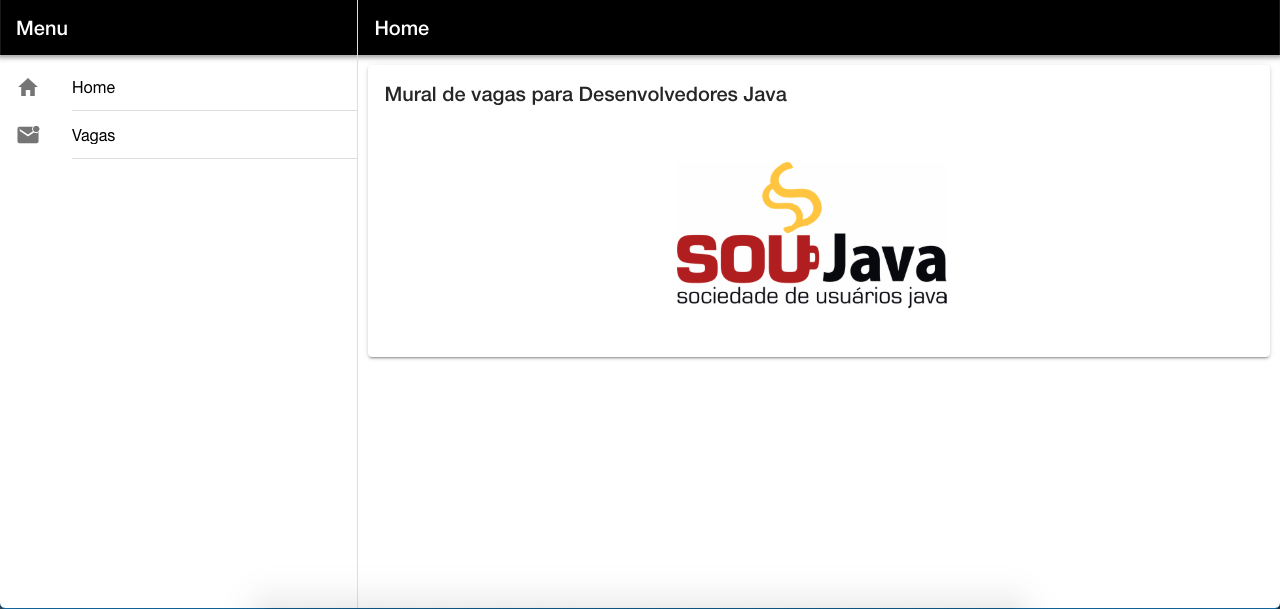 Menu
Home
Home
Vagas
Mural de vagas para Desenvolvedores Java
SOUJava
sociedade de usuários java